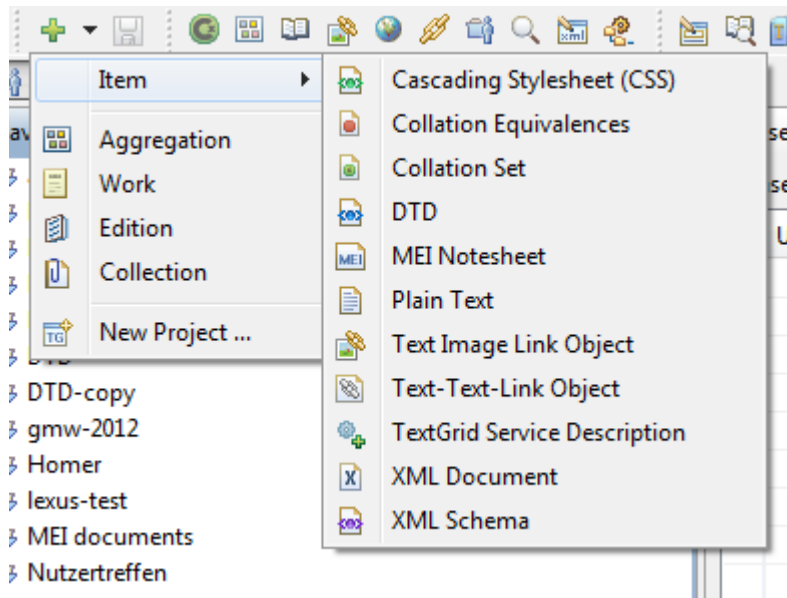 Item
Aggregation
Work
Edition
Collection
New Project ...
Cascading Stylesheet (CSS)
Collation Equivalences
Collation Set
DTD
MEI Notesheet
Plain Text
Text Image Link Object
Text-Text-Link Object
TextGrid Service Description
XML Document
XML Schema
DTD-copy
gmw-2012
Homer
lexus-test
MEI documents
Nutzertreffen